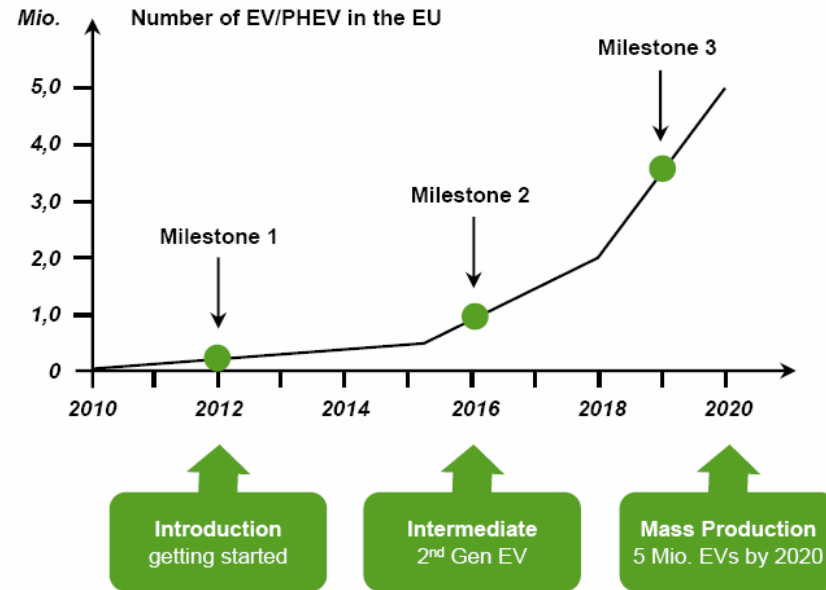 Mio.
Number of EV/PHEV in the EU
Milestone 3
5,0
4,0
Milestone 2
3,0
Milestone 1
2,0
1,0
0
2010
2012
2014
2016
2018
2020
Introduction
getting started
Intermediate
2nd Gen EV
Mass Production
5 Mio. EVs by 2020